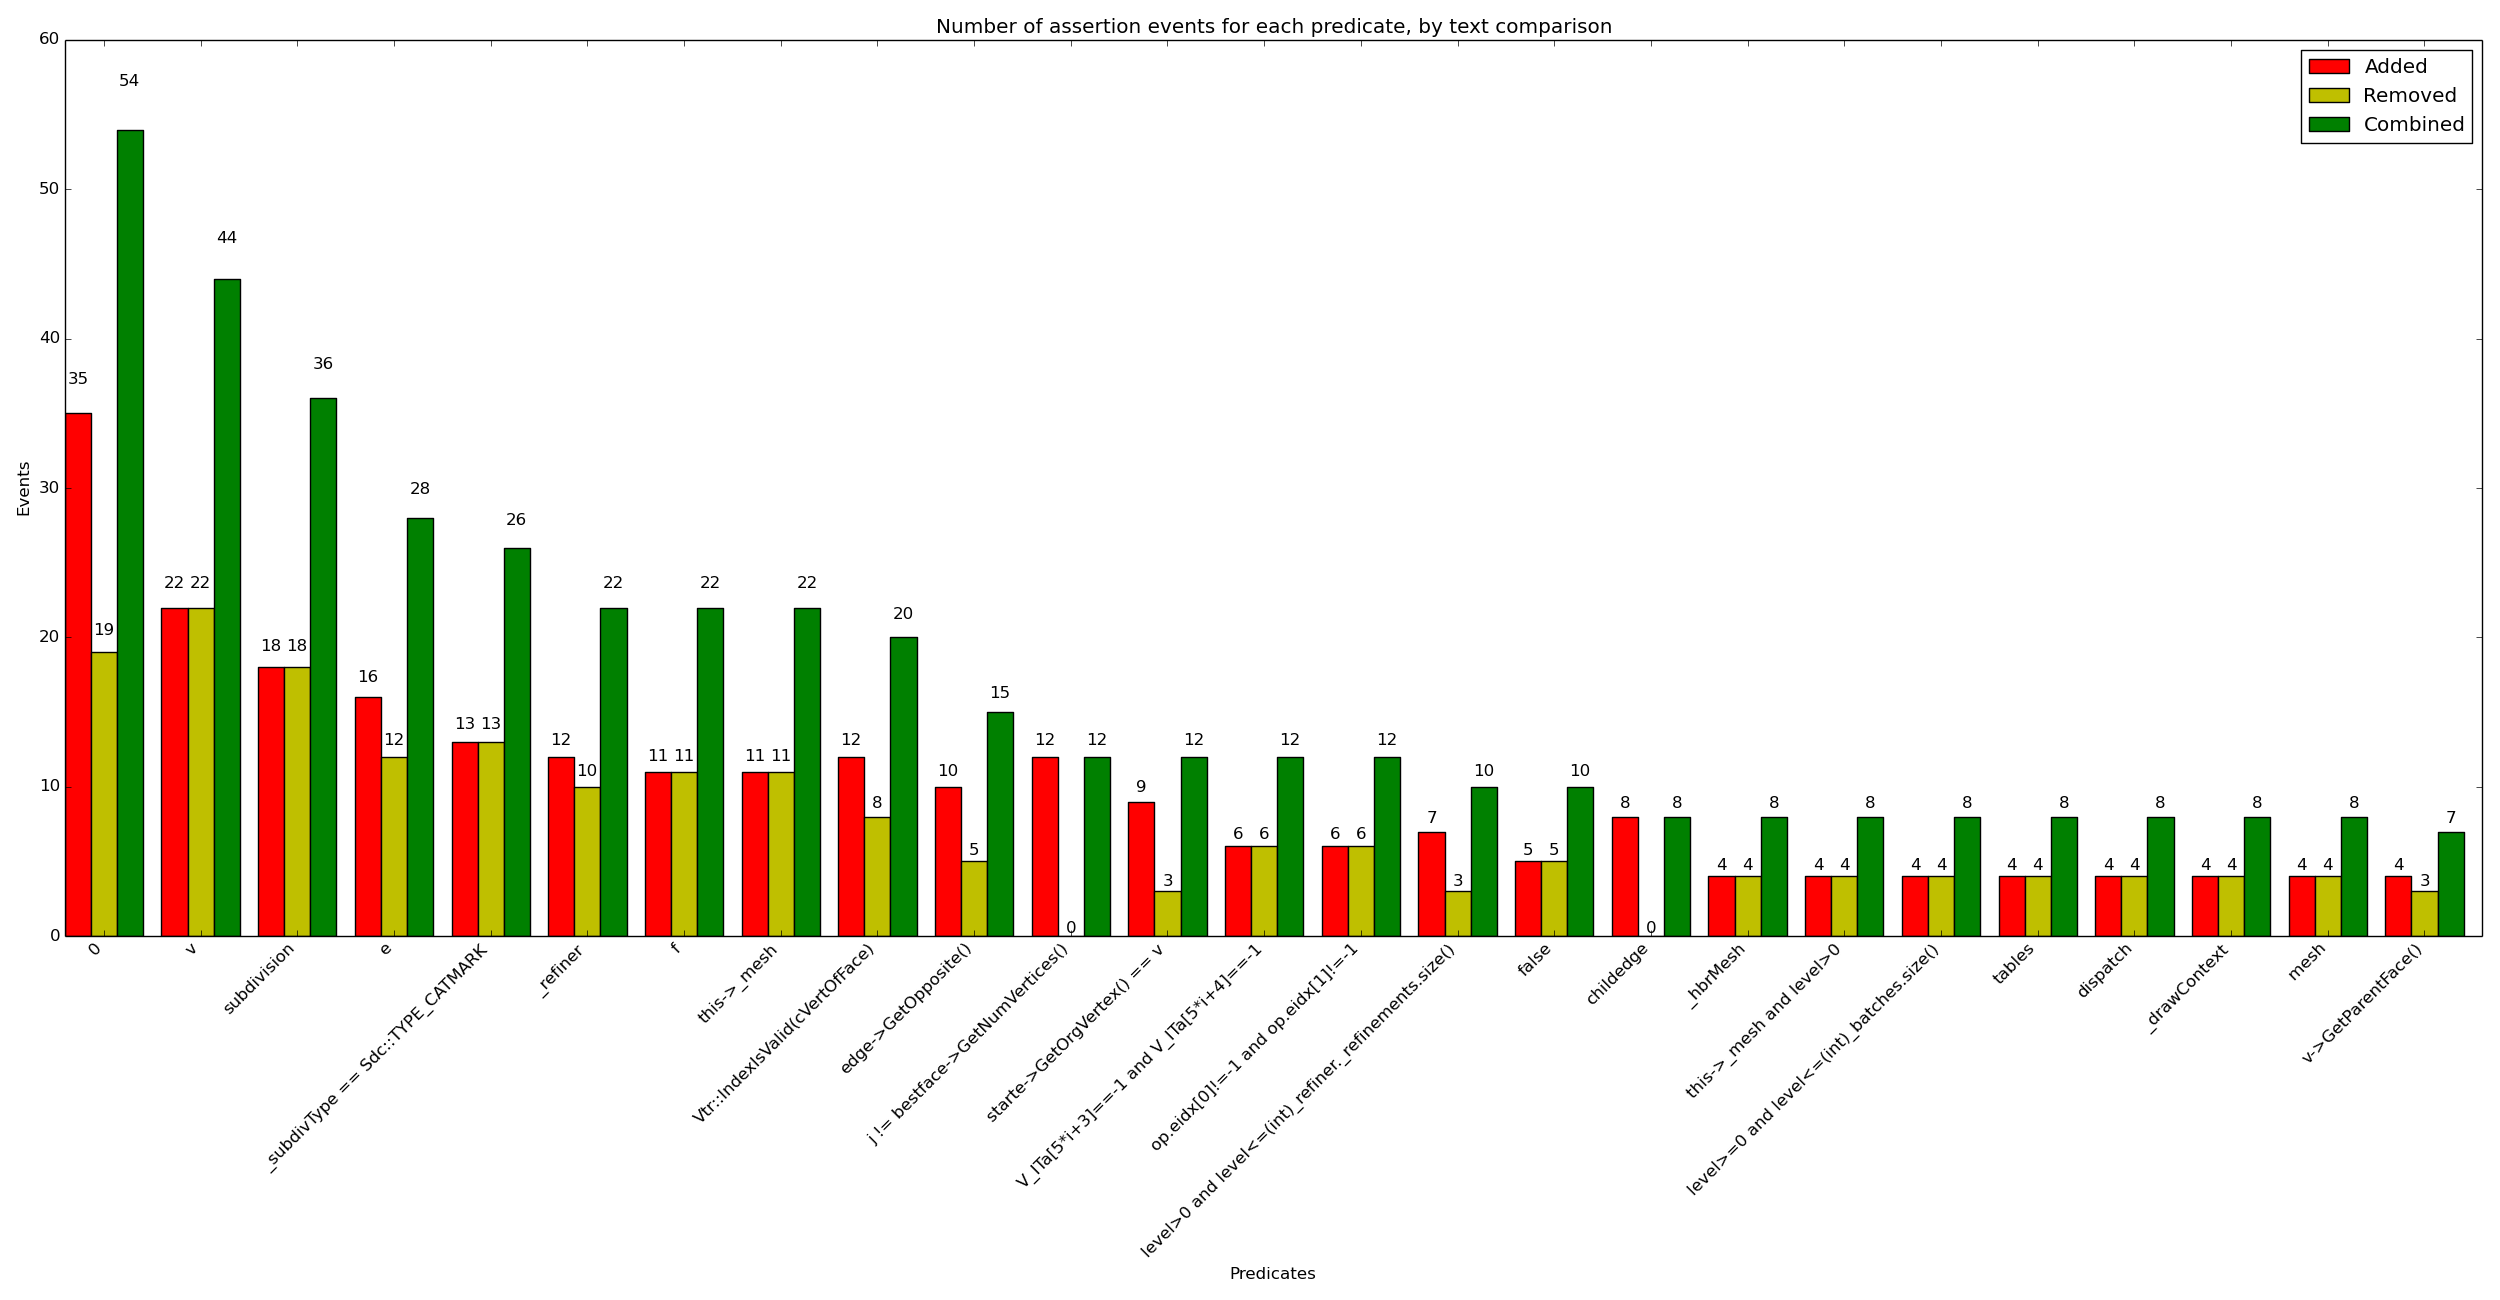 Number of assertion events for each predicate, by text comparison
Added
Removed
Combined
Events
60
50
40
30
20
10
0
35 19 54
22 22 44
18 18 36
16 12 28
13 13 26
12 10 22
11 11 22
11 11 22
12 8 20
10 5 15
12 0 12
9 3 12
6 6 12
6 6 12
7 3 10
5 5 10
8 0 8
4 4 8
4 4 8
4 4 8
4 4 8
4 4 8
4 4 8
4 4 8
4 3 7
0
v
subdivision
e
_subdivType == Sdc::TYPE_CATMARK
_refiner
f
this->_mesh
Vtr::IndexIsValid(cVertOfFace)
edge->GetOpposite()
j != bestface->GetNumVertices()
starte->GetOrgVertex() == v
V_ITa[5*i+3]==-1 and V_ITa[5*i+4]==-1
op.eidx[0]!=-1 and op.eidx[1]!=-1
level>0 and level<=(int)_refiner._refinements.size()
false
childedge
_hbrMesh
this->_mesh and level>0
level>=0 and level<=(int)_batches.size()
tables
dispatch
_drawContext
mesh
v->GetParentFace()
Predicates